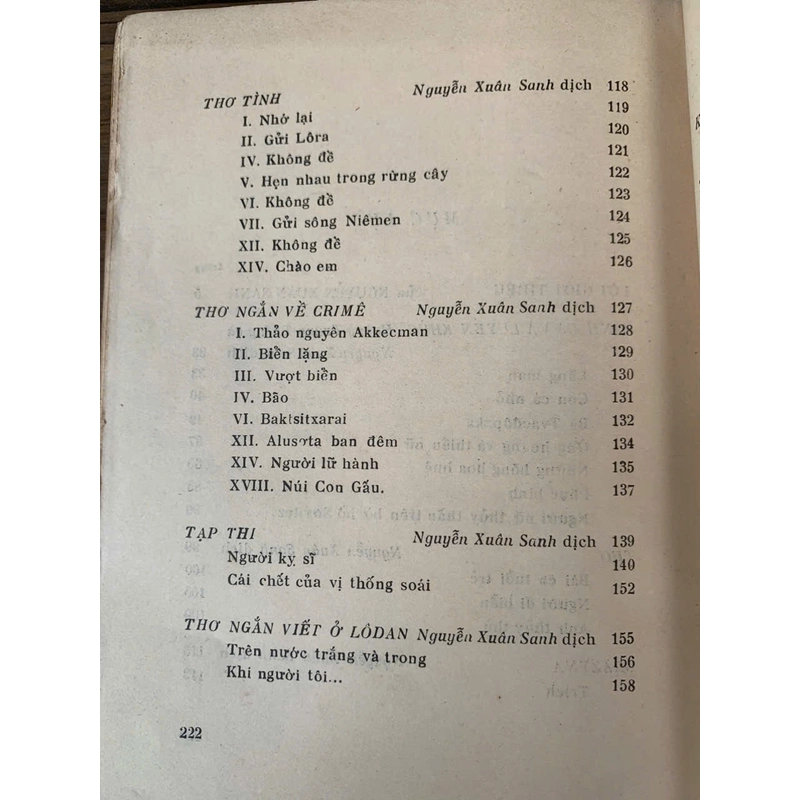 THƠ TÌNH Nguyễn Xuân Sanh dịch 118
I. Nhớ lại 119
II. Gửi Lôra 120
IV. Không đề 121
V. Hẹn nhau trong rừng cây 122
VI. Không đề 123
VII. Gửi sông Niêmen 124
XII. Không đề 125
XIV. Chào em 126
THƠ NGẮN VỀ CRIMÊ Nguyễn Xuân Sanh dịch 127
I. Thảo nguyên Akkecman 128
II. Biển lặng 129
III. Vượt biển 130
IV. Bão 131
VI. Baktsitxarai 132
XII. Alusơta ban đêm 134
XIV. Người lữ hành 135
XVIII. Núi Con Gấu. 137
TẠP THI Nguyễn Xuân Sanh dịch 139
Người kỵ sĩ 140
Cái chết của vị thống soái 152
THƠ NGẮN VIẾT Ở LÔDAN Nguyễn Xuân Sanh dịch 155
Trên nước trắng và trong 156
Khi người tôi... 158
222